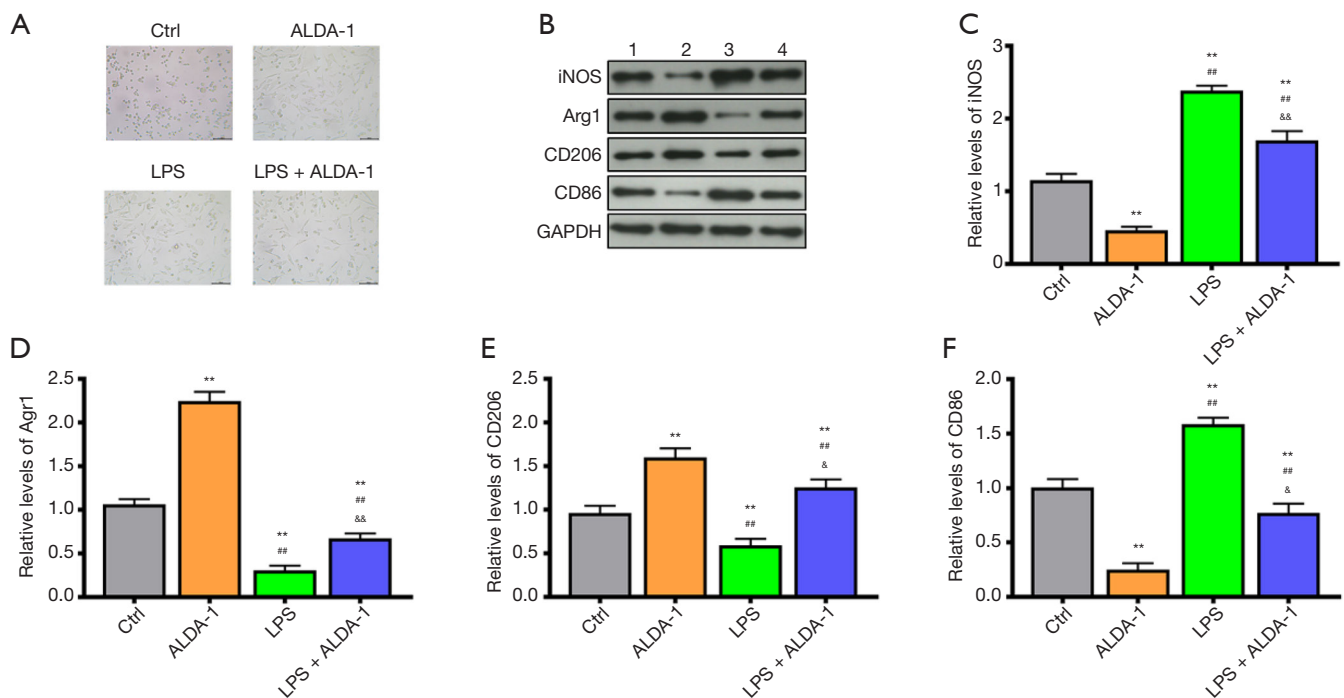 A
Ctrl
ALDA-1
LPS
LPS + ALDA-1
B
1 2 3 4
iNOS
Arg1
CD206
CD86
GAPDH
C
Relative levels of iNOS
3
2
1
0
**
**
##
**
##
&&
Ctrl
ALDA-1
LPS
LPS + ALDA-1
D
Relative levels of Agr1
2.5
2.0
1.5
1.0
0.5
0.0
**
**
##
**
##
&&
Ctrl
ALDA-1
LPS
LPS + ALDA-1
E
Relative levels of CD206
2.5
2.0
1.5
1.0
0.5
0.0
**
**
##
**
##
&
Ctrl
ALDA-1
LPS
LPS + ALDA-1
F
Relative levels of CD86
2.0
1.5
1.0
0.5
0.0
**
**
##
**
##
&
Ctrl
ALDA-1
LPS
LPS + ALDA-1